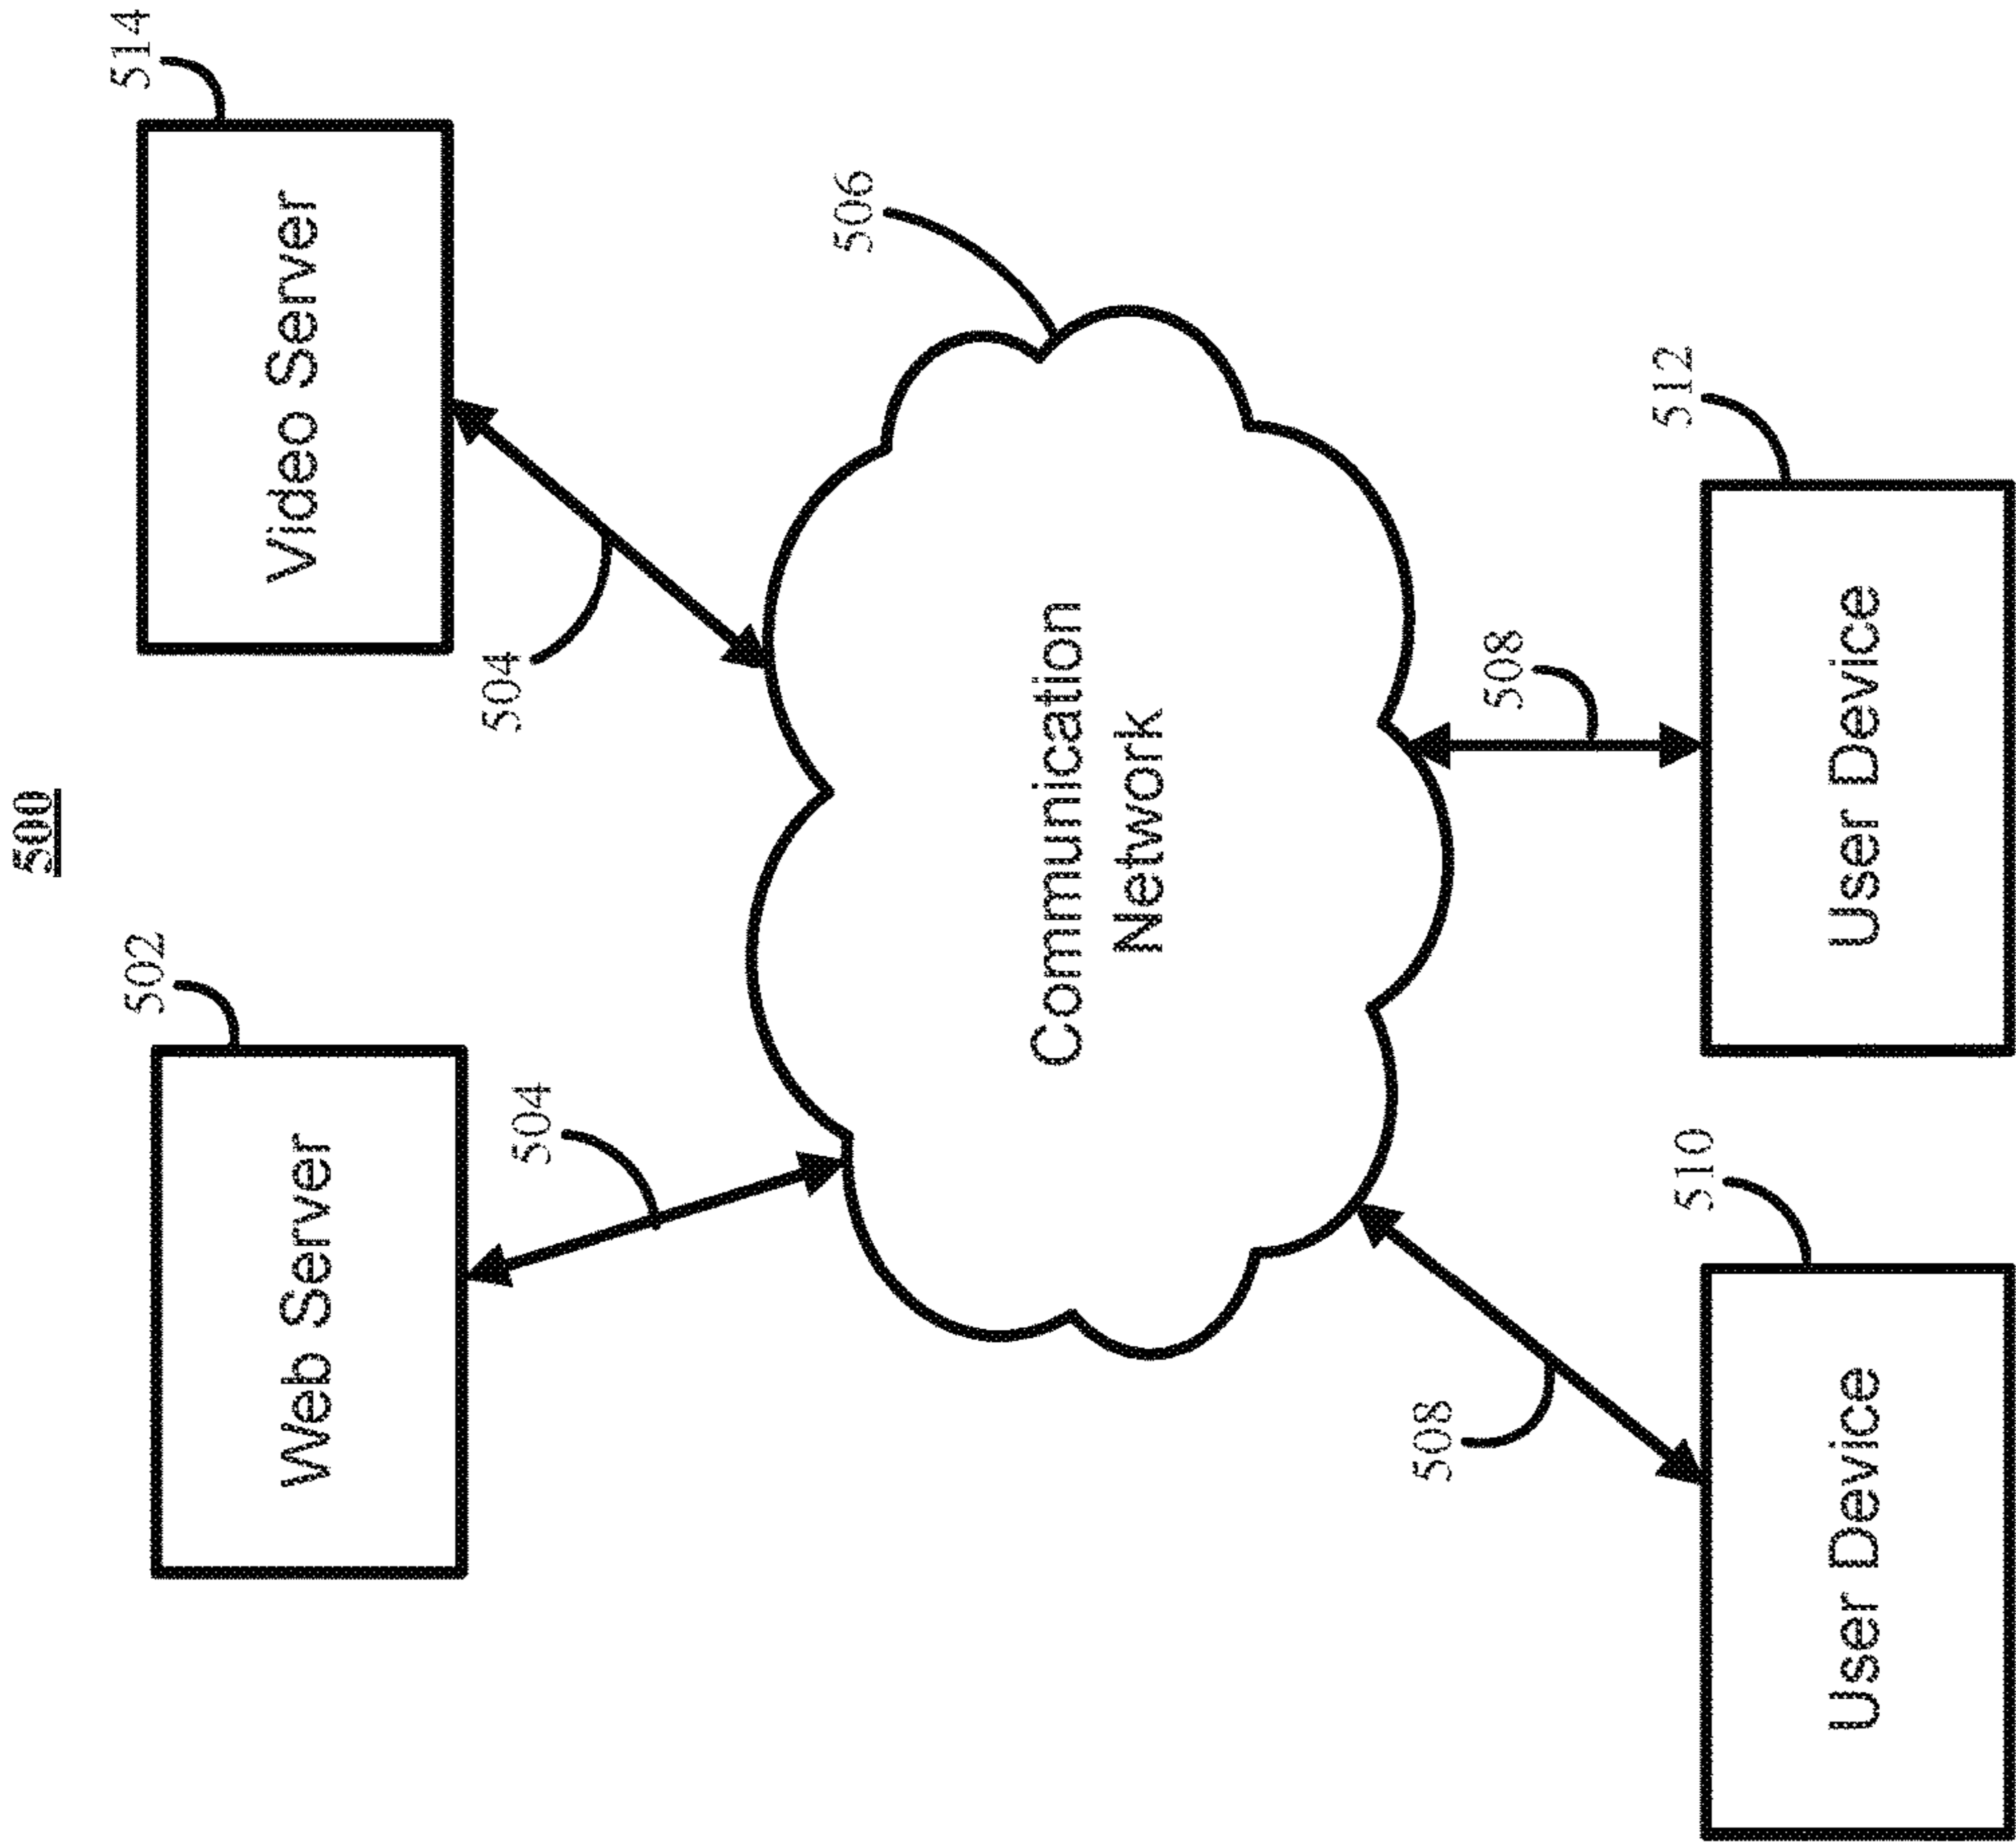 500
502
Web Server
514
Video Server
504
504
506
Communication
Network
508
508
510
User Device
512
User Device